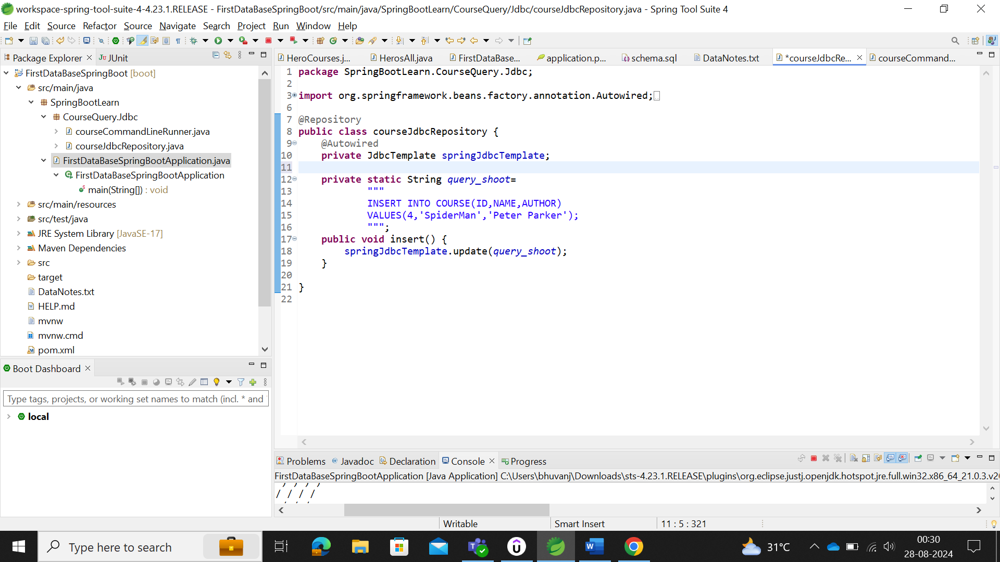 workspace-spring-tool-suite-4-4.23.1.RELEASE - FirstDataBaseSpringBoot/src/main/java/SpringBootLearn/CourseQuery/Jdbc/courseJdbcRepository.java - Spring Tool Suite 4
File Edit Source Refactor Source Navigate Search Project Run Window Help
Package Explorer
JUnit
HeroCourses.j...
HerosAll.java
FirstDataBase...
application.p...
schema.sql
DataNotes.txt
*courseJdbcRe...
courseCommand...
FirstDataBaseSpringBoot [boot]
src/main/java
SpringBootLearn
CourseQuery.Jdbc
courseCommandLineRunner.java
courseJdbcRepository.java
FirstDataBaseSpringBootApplication.java
FirstDataBaseSpringBootApplication
main(String[]) : void
src/main/resources
src/test/java
JRE System Library [JavaSE-17]
Maven Dependencies
src
target
DataNotes.txt
HELP.md
mvnw
mvnw.cmd
pom.xml
1 package SpringBootLearn.CourseQuery.Jdbc;
2
3 import org.springframework.beans.factory.annotation.Autowired;
6
7 @Repository
8 public class courseJdbcRepository {
9 @Autowired
10 private JdbcTemplate springJdbcTemplate;
11
12 private static String query_shoot=
13 """
14 INSERT INTO COURSE(ID,NAME,AUTHOR)
15 VALUES(4,'SpiderMan','Peter Parker');
16 """;
17 public void insert() {
18 springJdbcTemplate.update(query_shoot);
19 }
20
21 }
22
Boot Dashboard
Type tags, projects, or working set names to match (incl. * and
local
Problems
Javadoc
Declaration
Console
Progress
FirstDataBaseSpringBootApplication [Java Application] C:\Users\bhuvanj\Downloads\sts-4.23.1.RELEASE\plugins\org.eclipse.justj.openjdk.hotspot.jre.full.win32.x86_64_21.0.3.v2
/ / / /
Writable
Smart Insert
11 : 5 : 321
Type here to search
31°C
00:30
28-08-2024